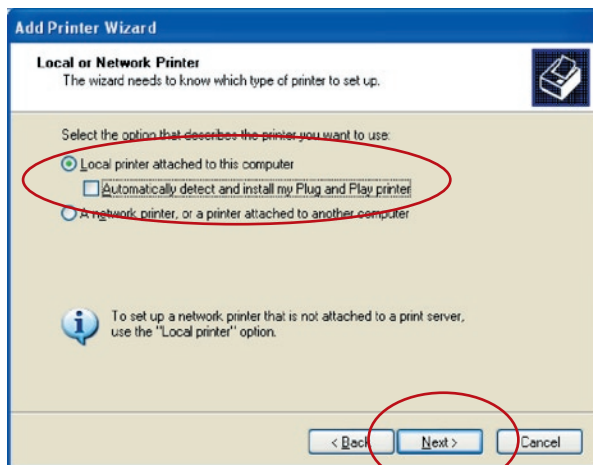 Add Printer Wizard
Local or Network Printer
The wizard needs to know which type of printer to set up.
Select the option that describes the printer you want to use:
Local printer attached to this computer
Automatically detect and install my Plug and Play printer
A network printer, or a printer attached to another computer
To set up a network printer that is not attached to a print server,
use the "Local printer" option.
< Back Next > Cancel